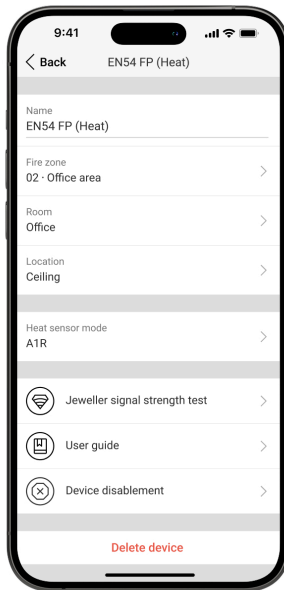 9:41
Back EN54 FP (Heat)
Name
EN54 FP (Heat)
Fire zone
02 · Office area
Room
Office
Location
Ceiling
Heat sensor mode
A1R
Jeweller signal strength test
User guide
Device disablement
Delete device